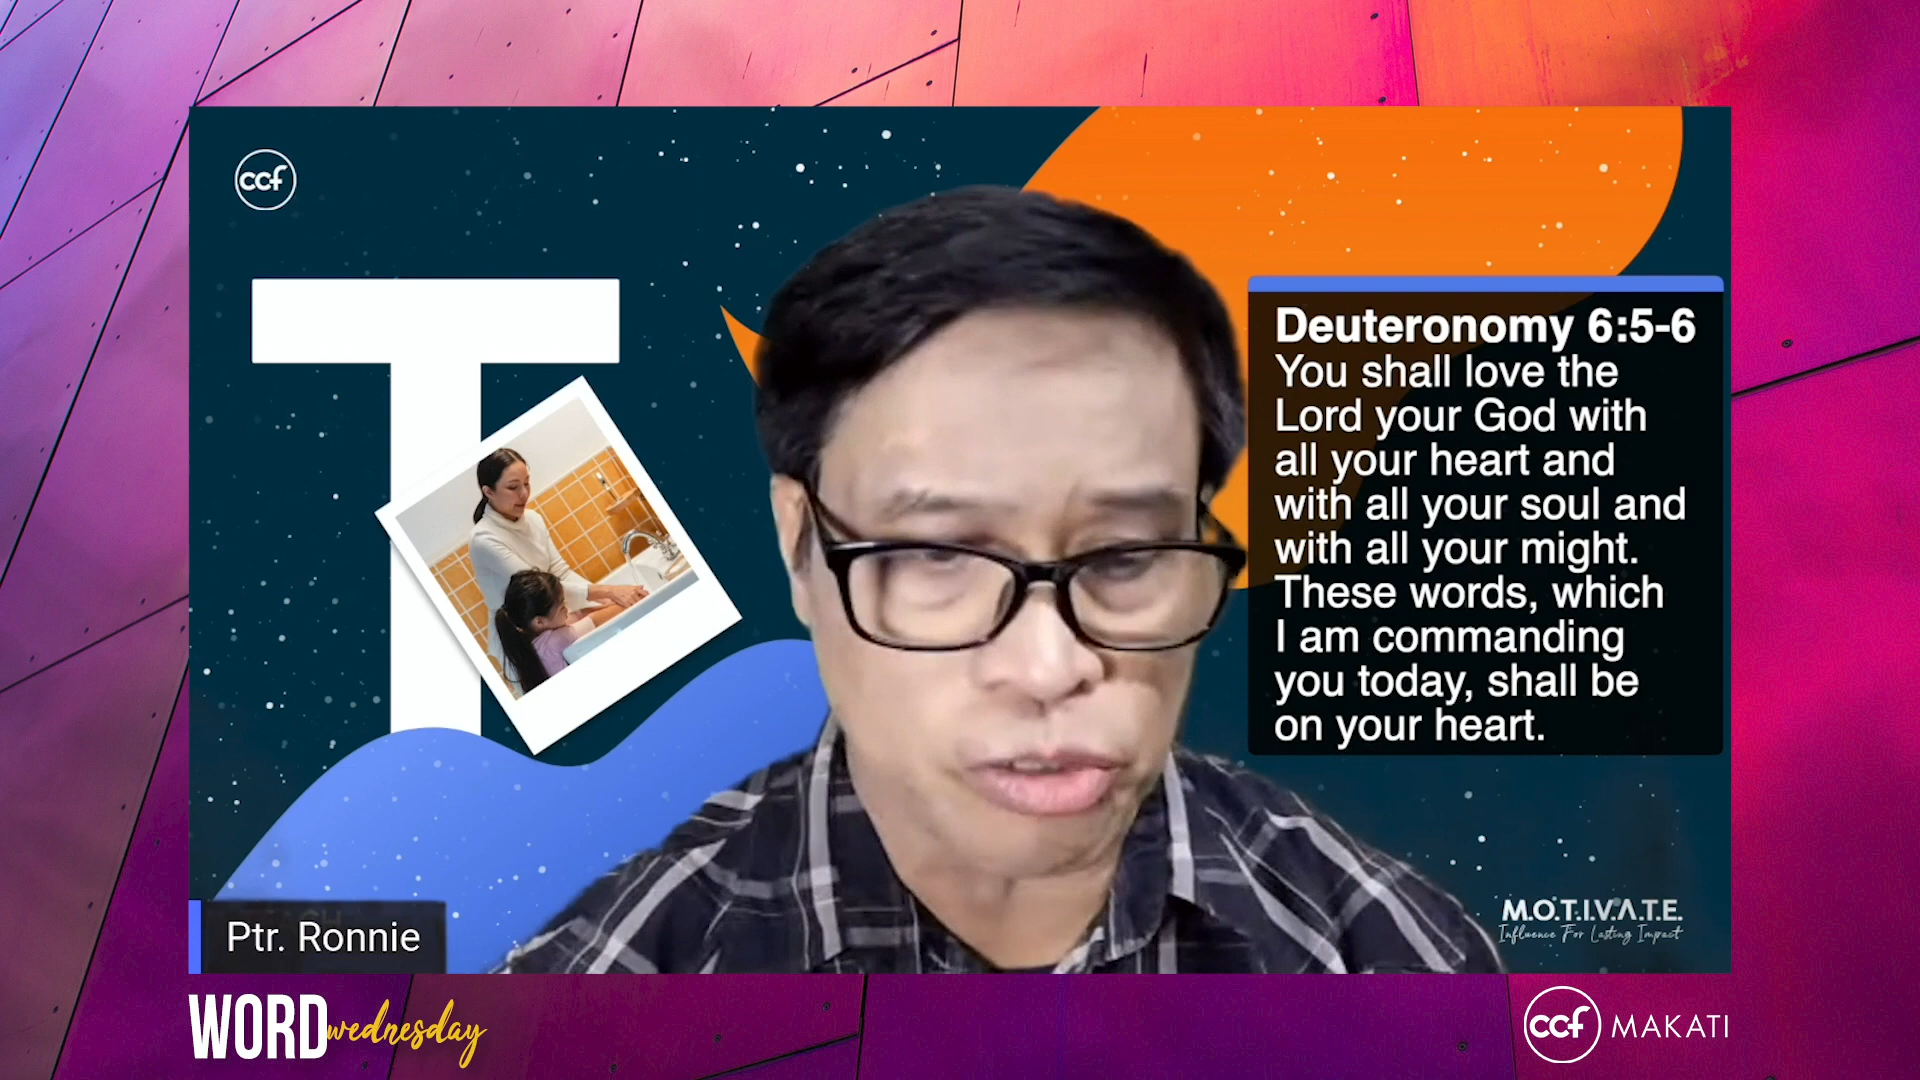 ccf
T
Deuteronomy 6:5-6
You shall love the
Lord your God with
all your heart and
with all your soul and
with all your might.
These words, which
I am commanding
you today, shall be
on your heart.
Ptr. Ronnie
M.O.T.I.V.A.T.E.
Influence For Lasting Impact
WORD wednesday
ccf MAKATI